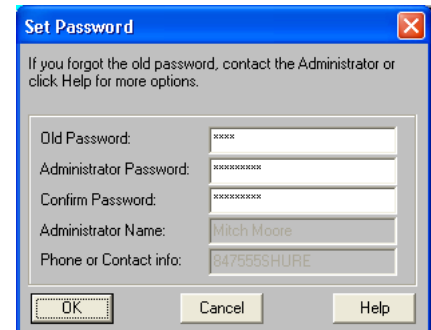 Set Password
If you forgot the old password, contact the Administrator or
click Help for more options.
Old Password: ****
Administrator Password: *********
Confirm Password: *********
Administrator Name: Mitch Moore
Phone or Contact info: 847555SHURE
OK Cancel Help